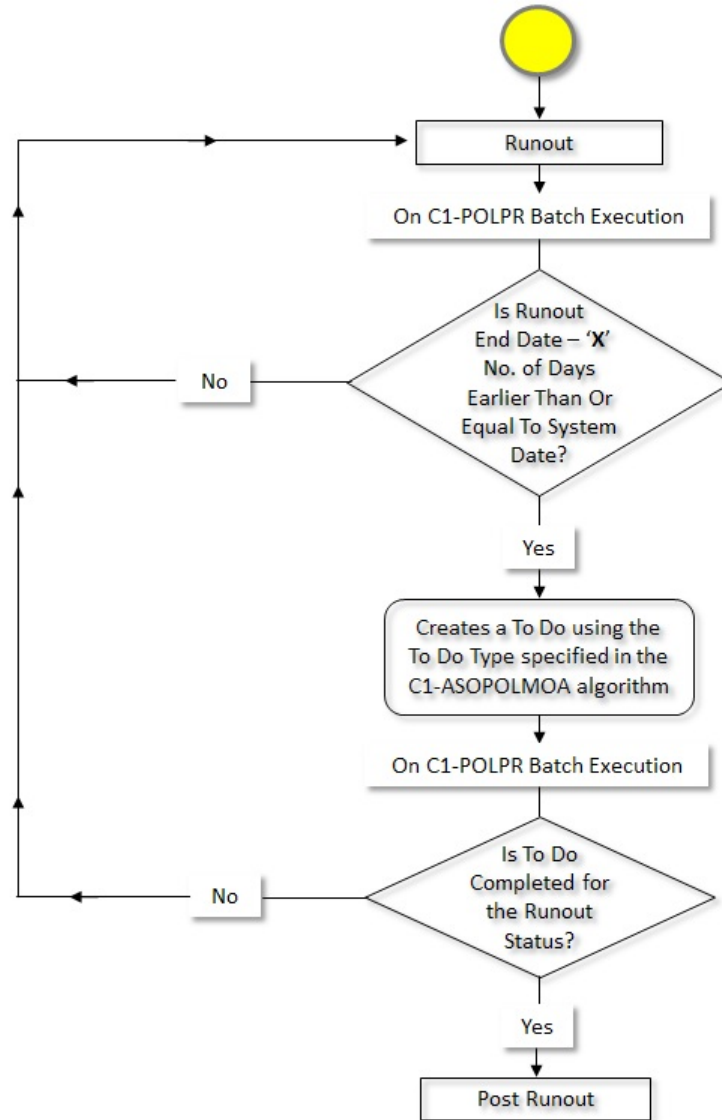 Runout
On C1-POLPR Batch Execution
Is Runout
End Date – ‘X’
No. of Days
Earlier Than Or
Equal To System
Date?
No
Yes
Creates a To Do using the
To Do Type specified in the
C1-ASOPOLMOA algorithm
On C1-POLPR Batch Execution
Is To Do
Completed for
the Runout
Status?
No
Yes
Post Runout